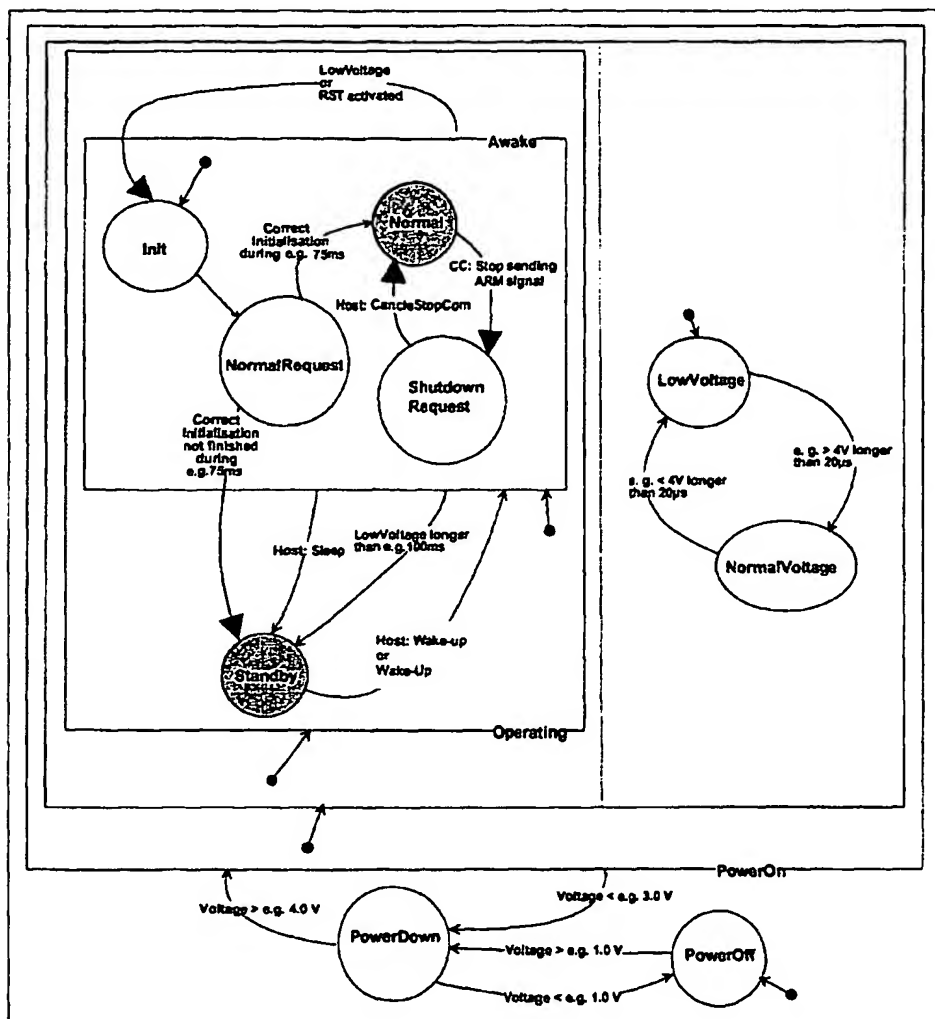 LowVoltage
or
RST activated
Awake
Init
Correct
Initialisation
during e.g. 75ms
Normal
CC: Stop sending
ARM signal
Host: CancleStopCom
NormalRequest
Shutdown
Request
Correct
Initialisation
not finished
during
e.g.75ms
LowVoltage
e. g. > 4V longer
than 20µs
e. g. < 4V longer
than 20µs
NormalVoltage
Host: Sleep
LowVoltage longer
than e.g.100ms
Host: Wake-up
or
Wake-Up
Standby
Operating
PowerOn
Voltage > e.g. 4.0 V
Voltage < e.g. 3.0 V
PowerDown
Voltage > e.g. 1.0 V
PowerOff
Voltage < e.g. 1.0 V